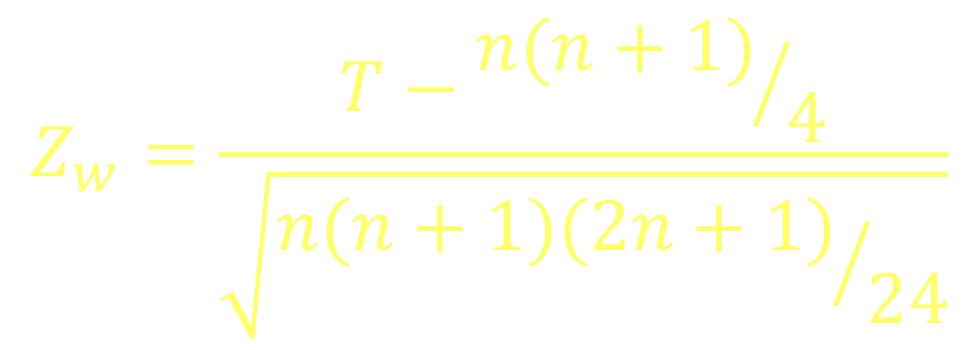 Z_w = (T − n(n + 1)/4) / √(n(n + 1)(2n + 1)/24)